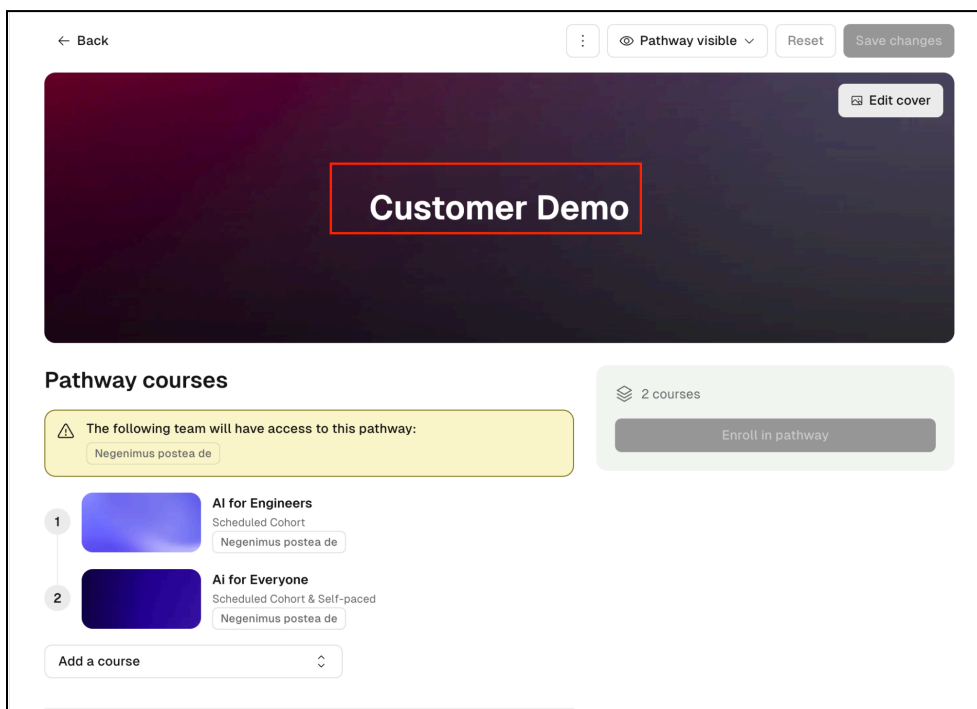 Back
Pathway visible
Reset
Save changes
Edit cover
Customer Demo
Pathway courses
The following team will have access to this pathway:
Negenimus postea de
1
AI for Engineers
Scheduled Cohort
Negenimus postea de
2
Ai for Everyone
Scheduled Cohort & Self-paced
Negenimus postea de
Add a course
2 courses
Enroll in pathway